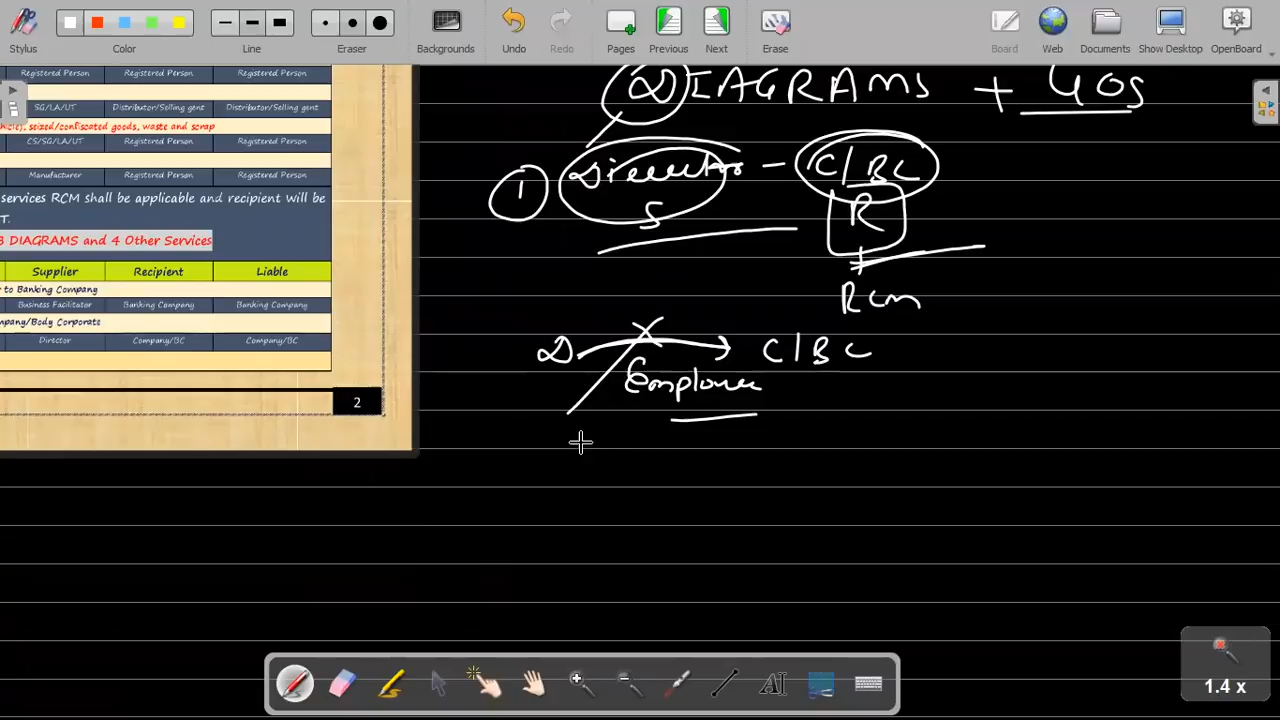 Stylus
Color
Line
Eraser
Backgrounds
Undo
Redo
Pages
Previous
Next
Erase
Board
Web
Documents
Show Desktop
OpenBoard
Registered Person Registered Person Registered Person
SG/LA/UT Distributor/Selling gent Distributor/Selling gent
hicle), seized/confiscated goods, waste and scrap
CS/SG/LA/UT Registered Person Registered Person
Manufacturer Registered Person Registered Person
services RCM shall be applicable and recipient will be
T.
3 DIAGRAMS and 4 Other Services
Supplier Recipient Liable
to Banking Company
Business Facilitator Banking Company Banking Company
mpany/Body Corporate
Director Company/BC Company/BC
2
DIAGRAMS + 4 OS
1 Director - C/BC
S R
Rcm
D X C/BC
Employee
1.4 x